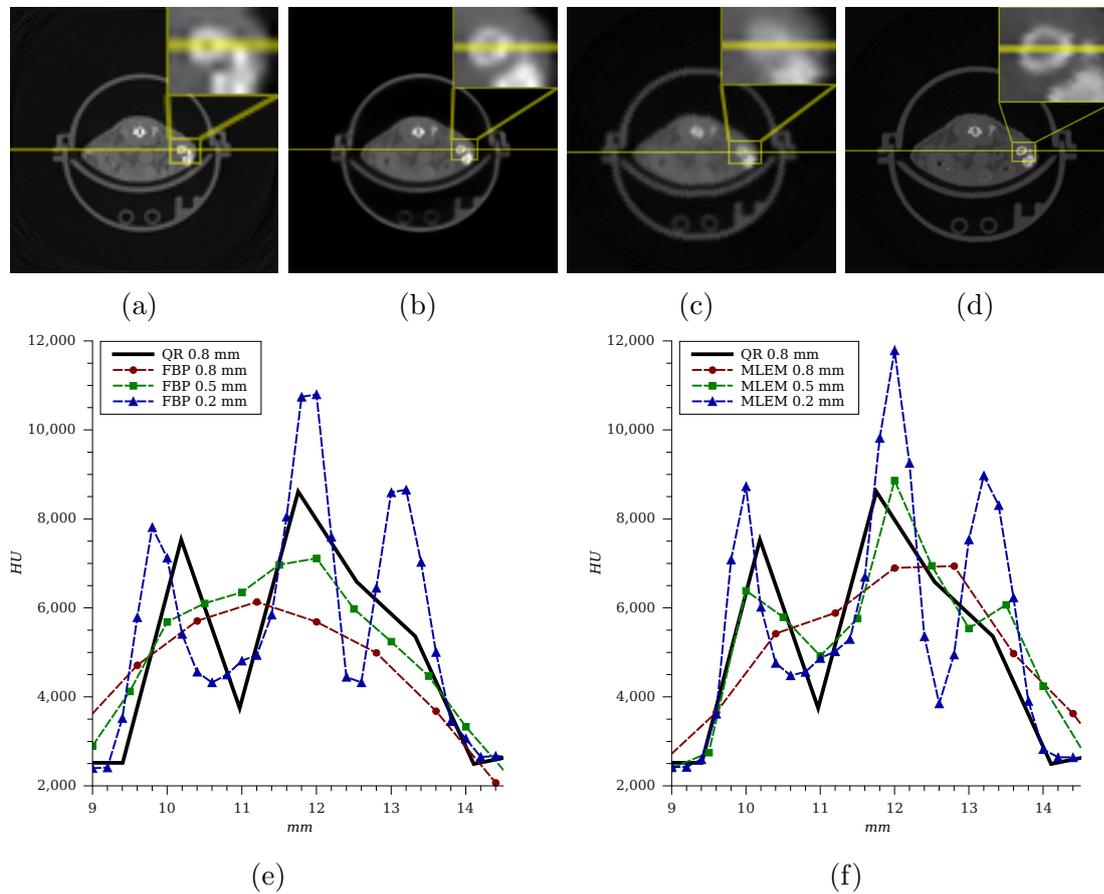 (a) (b) (c) (d)
12,000
10,000
8,000
6,000
4,000
2,000
HU
QR 0.8 mm
FBP 0.8 mm
FBP 0.5 mm
FBP 0.2 mm
9 10 11 12 13 14
mm
(e)
12,000
10,000
8,000
6,000
4,000
2,000
HU
QR 0.8 mm
MLEM 0.8 mm
MLEM 0.5 mm
MLEM 0.2 mm
9 10 11 12 13 14
mm
(f)